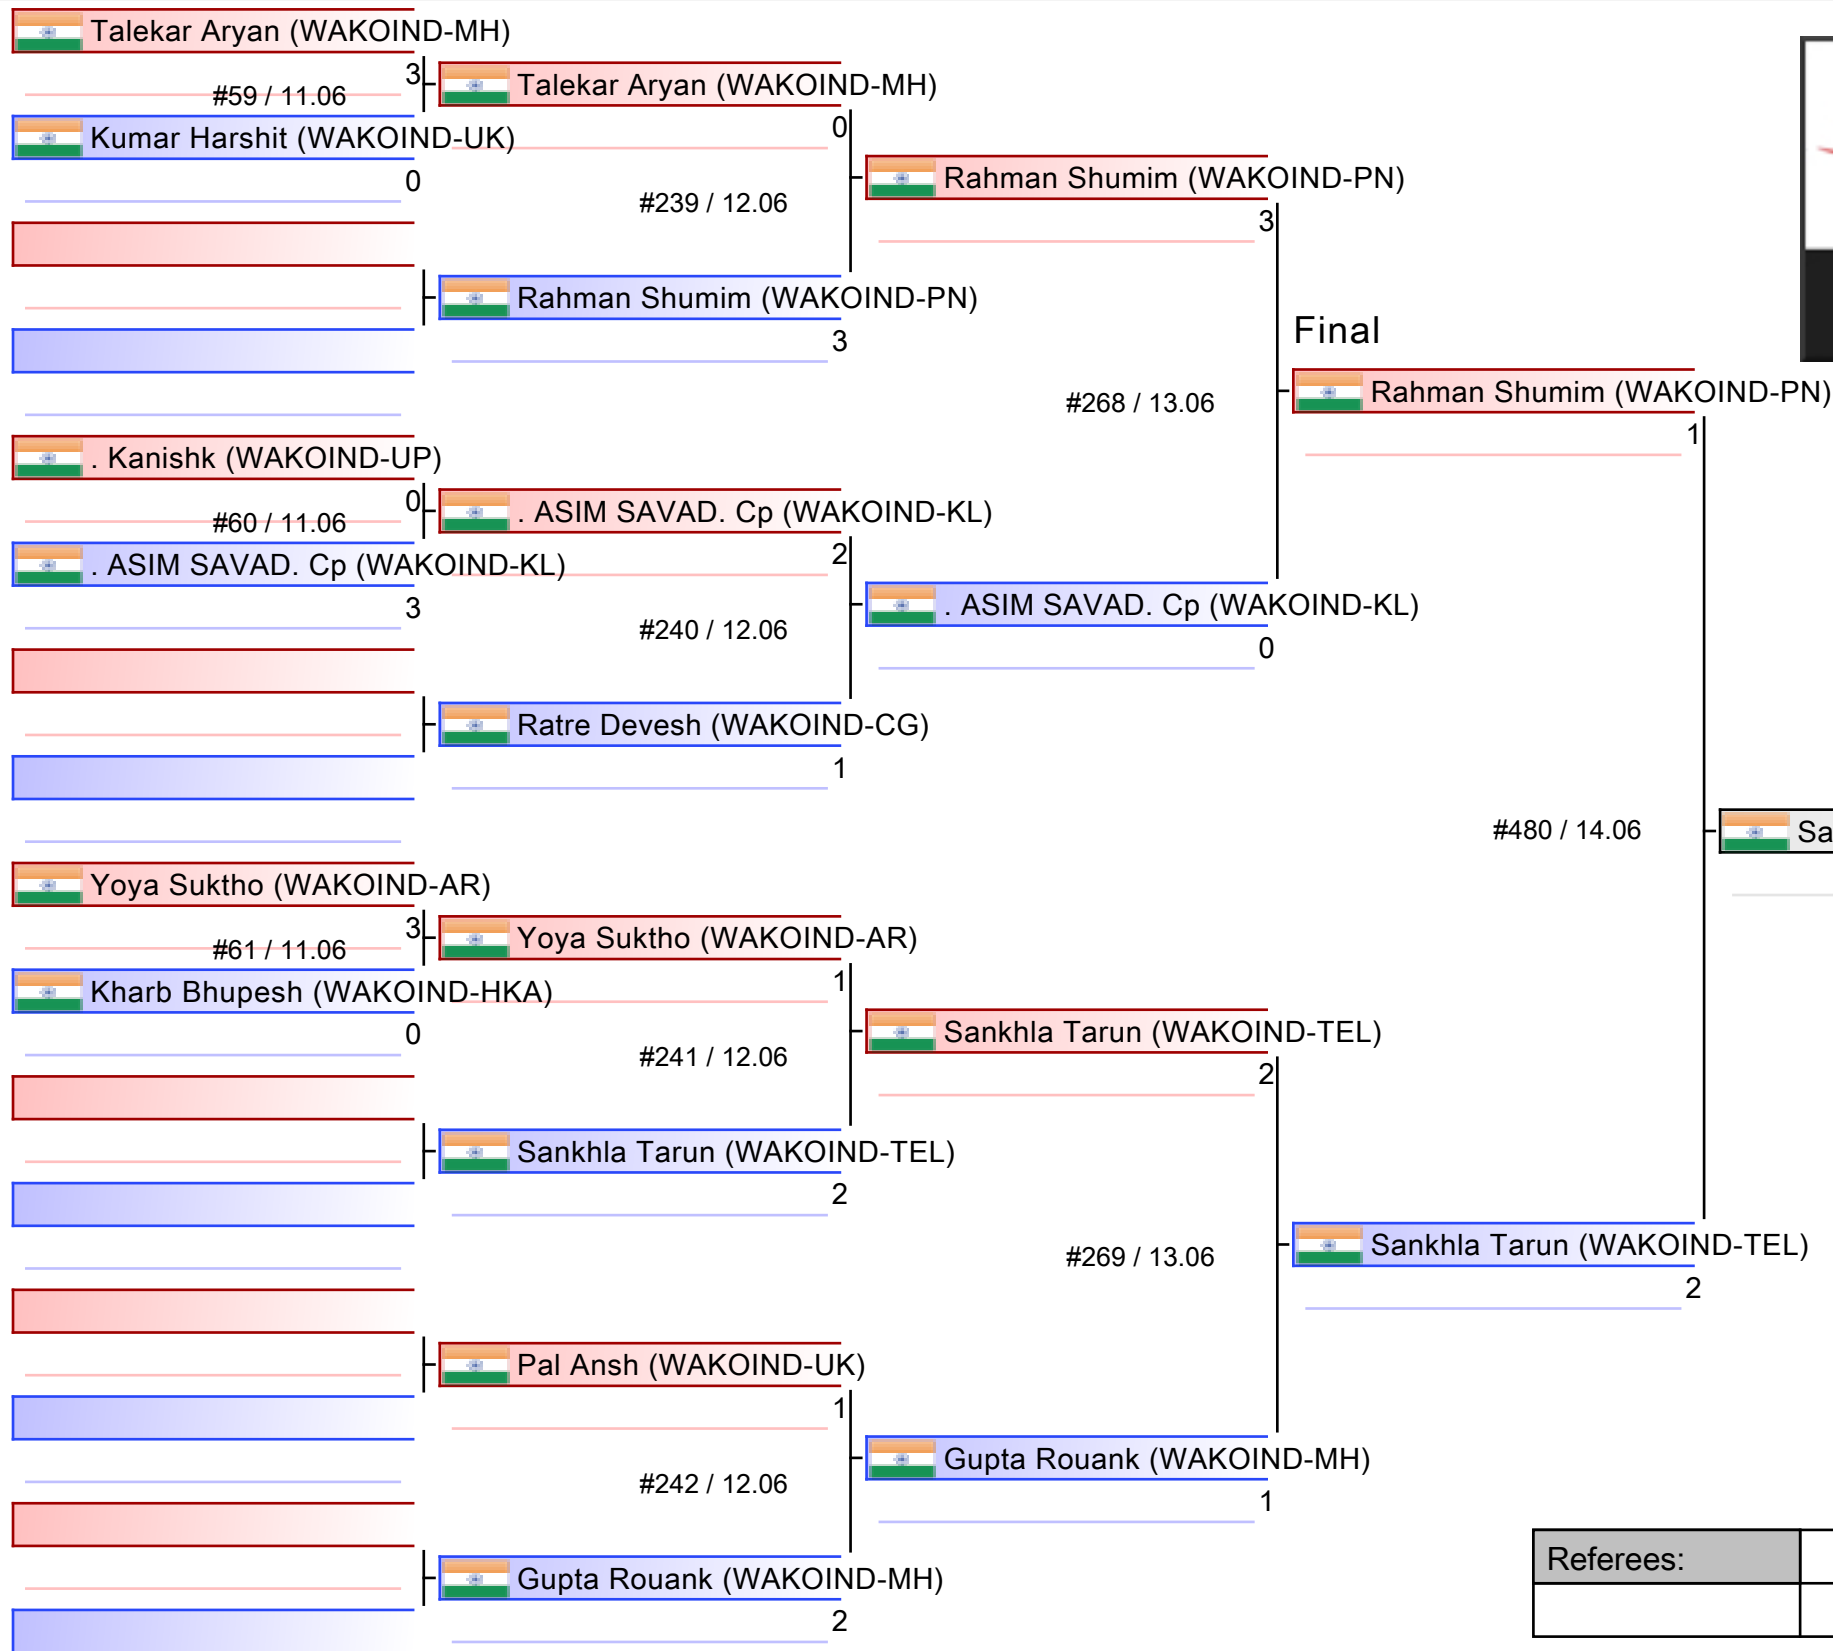 Talekar Aryan (WAKOIND-MH)
3
#59 / 11.06
Kumar Harshit (WAKOIND-UK)
0
Talekar Aryan (WAKOIND-MH)
0
#239 / 12.06
Rahman Shumim (WAKOIND-PN)
3
Rahman Shumim (WAKOIND-PN)
3
. Kanishk (WAKOIND-UP)
0
#60 / 11.06
. ASIM SAVAD. Cp (WAKOIND-KL)
3
. ASIM SAVAD. Cp (WAKOIND-KL)
2
#240 / 12.06
Ratre Devesh (WAKOIND-CG)
1
#268 / 13.06
. ASIM SAVAD. Cp (WAKOIND-KL)
0
Final
Rahman Shumim (WAKOIND-PN)
1
Yoya Suktho (WAKOIND-AR)
3
#61 / 11.06
Kharb Bhupesh (WAKOIND-HKA)
0
Yoya Suktho (WAKOIND-AR)
1
#241 / 12.06
Sankhla Tarun (WAKOIND-TEL)
2
Sankhla Tarun (WAKOIND-TEL)
2
#269 / 13.06
Pal Ansh (WAKOIND-UK)
1
#242 / 12.06
Gupta Rouank (WAKOIND-MH)
2
Gupta Rouank (WAKOIND-MH)
1
#480 / 14.06
Sankhla Tarun (WAKOIND-TEL)
2
Sa
Referees: